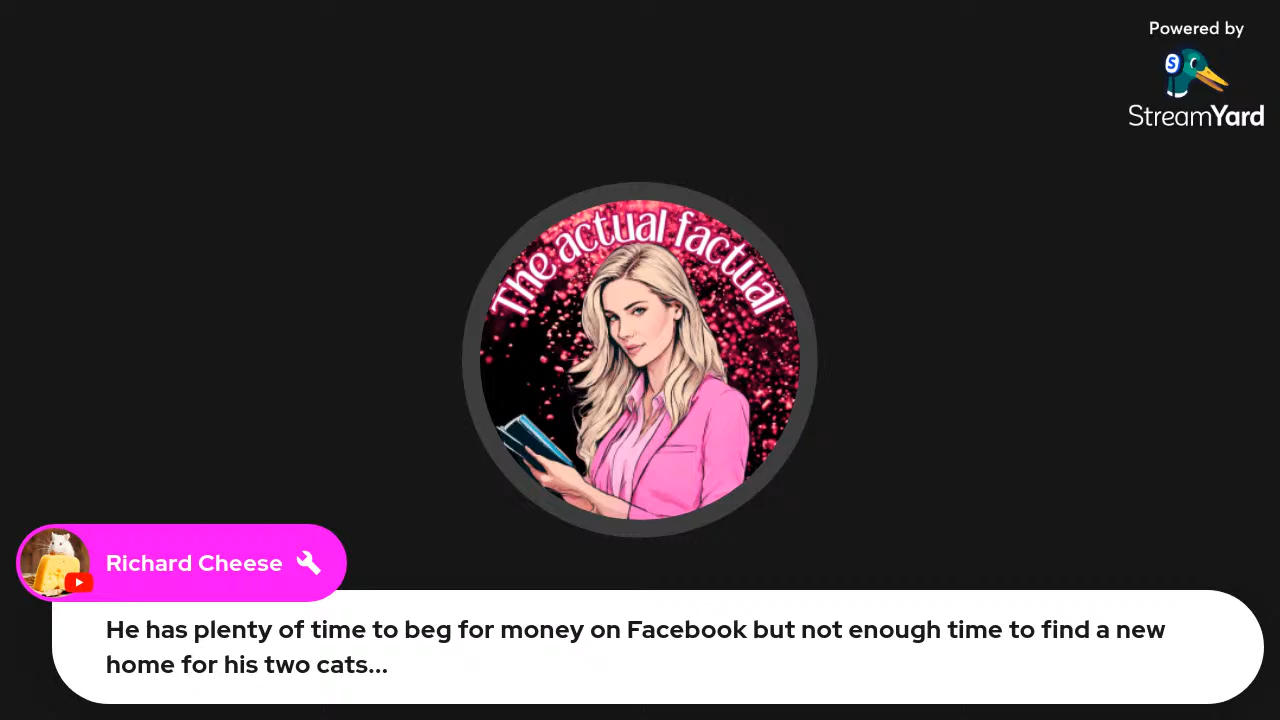 Powered by
StreamYard
The actual factual
Richard Cheese
He has plenty of time to beg for money on Facebook but not enough time to find a new
home for his two cats...